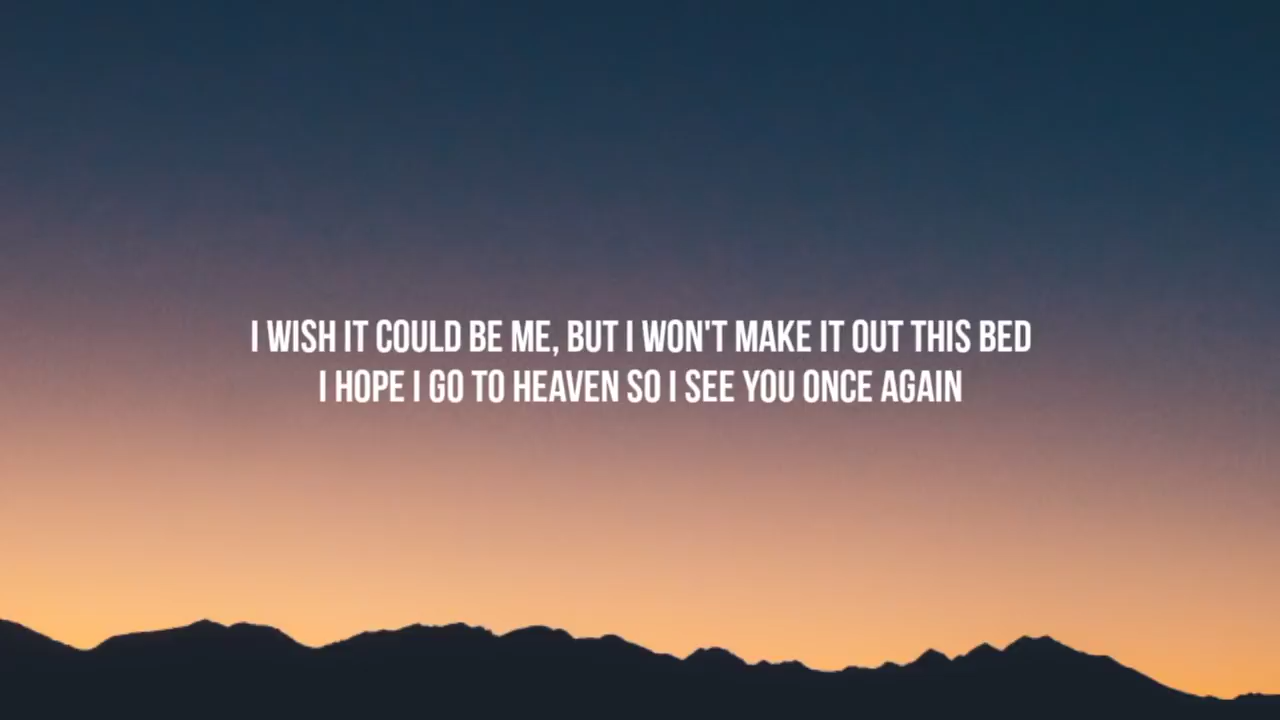 I WISH IT COULD BE ME, BUT I WON'T MAKE IT OUT THIS BED
I HOPE I GO TO HEAVEN SO I SEE YOU ONCE AGAIN